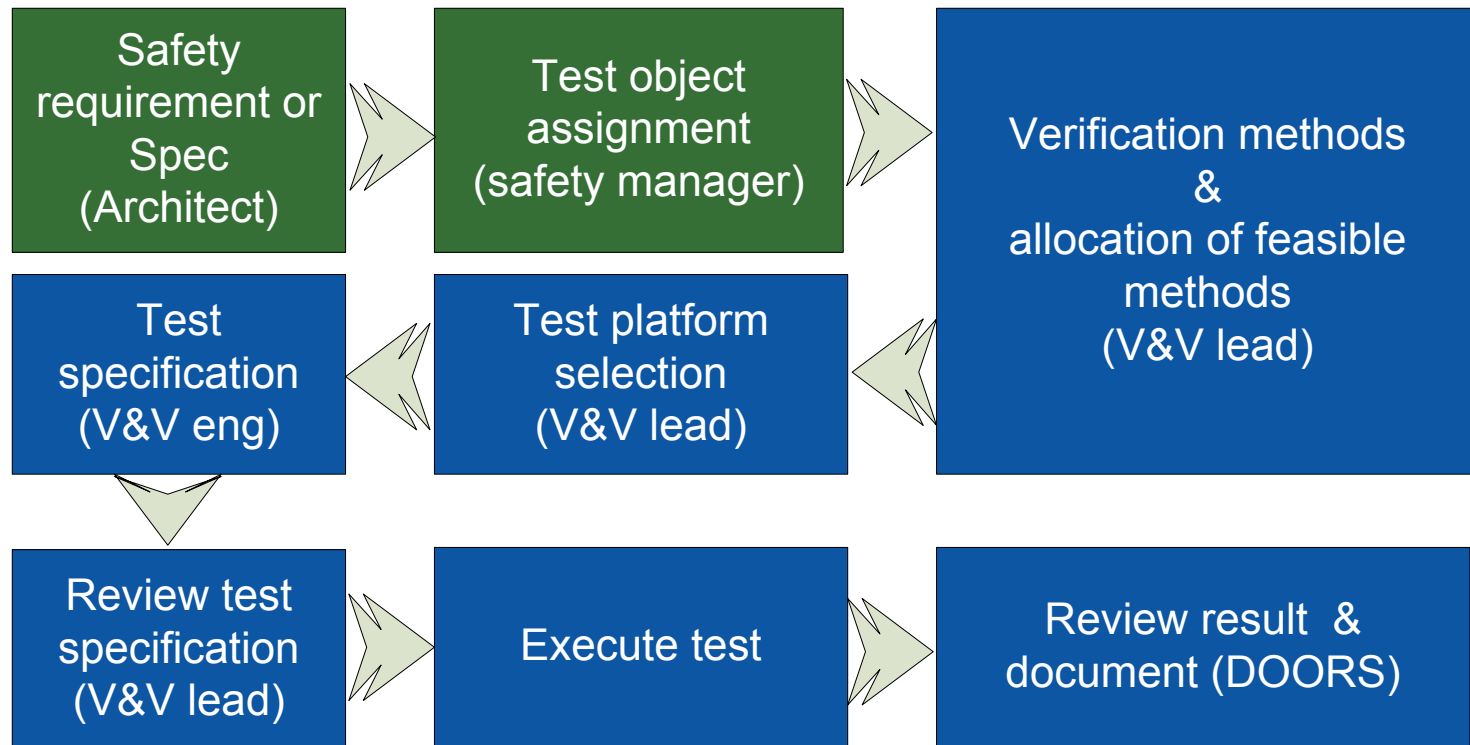 Safety
requirement or
Spec
(Architect)
Test object
assignment
(safety manager)
Verification methods
&
allocation of feasible
methods
(V&V lead)
Test platform
selection
(V&V lead)
Test
specification
(V&V eng)
Review test
specification
(V&V lead)
Execute test
Review result &
document (DOORS)